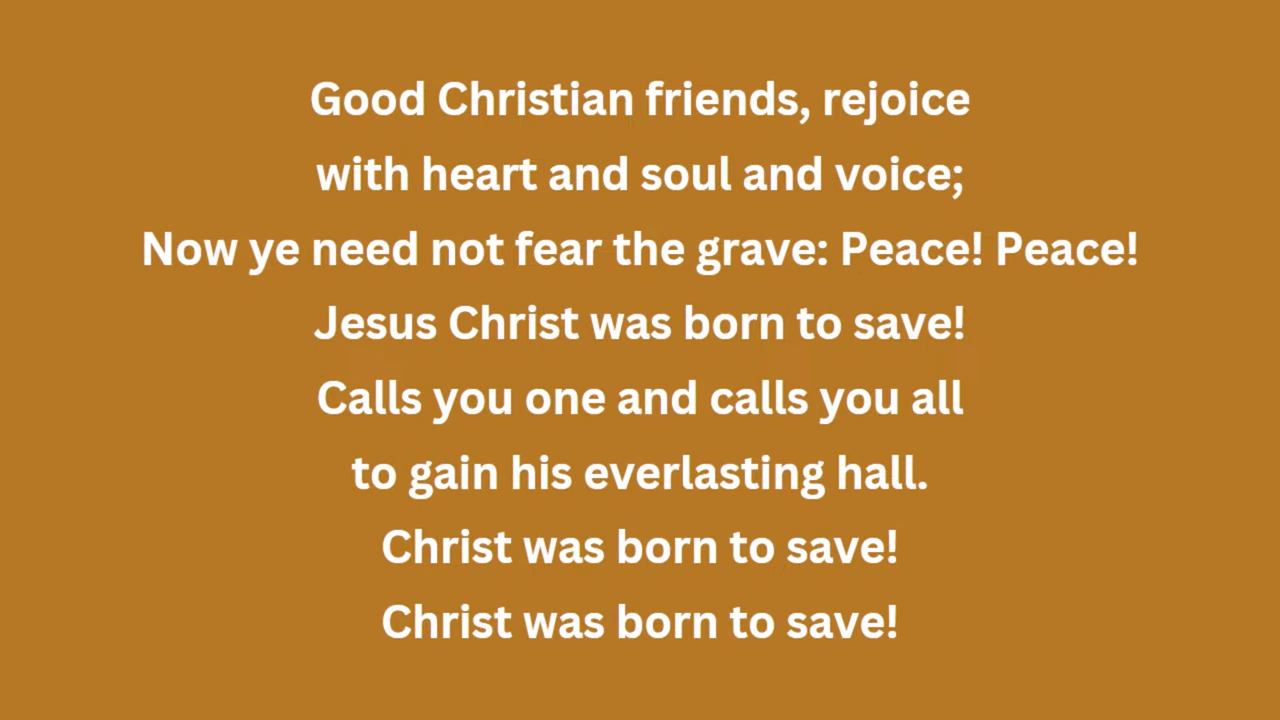 Good Christian friends, rejoice
with heart and soul and voice;
Now ye need not fear the grave: Peace! Peace!
Jesus Christ was born to save!
Calls you one and calls you all
to gain his everlasting hall.
Christ was born to save!
Christ was born to save!